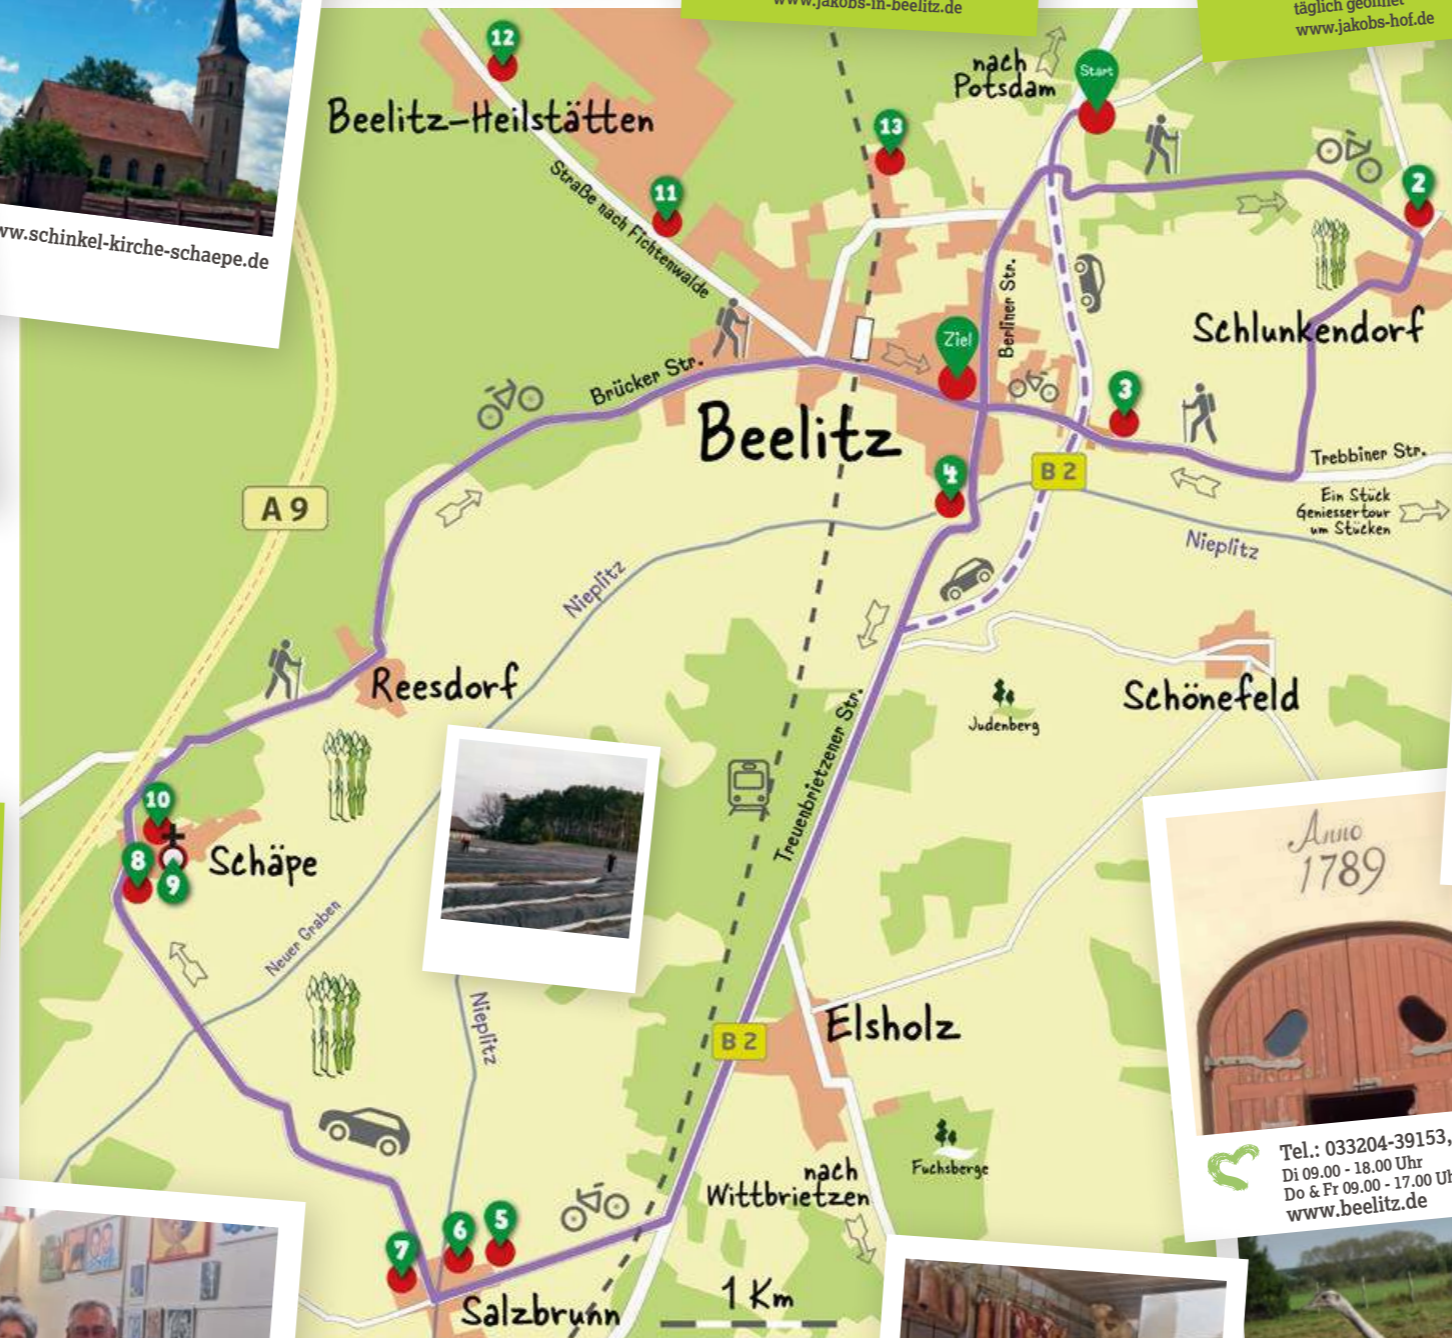 www.jakobs-in-beelitz.de
täglich geöffnet
www.jakobs-hof.de
12
nach
Potsdam
Start
Beelitz-Heilstätten
13
2
11
Straße nach Fichtenwalde
www.schinkel-kirche-schaepe.de
Berliner Str.
Schlunkendorf
Ziel
Brücker Str.
3
Beelitz
Trebbiner Str.
4
B 2
A 9
Ein Stück
Geniessertour
um Stücken
Nieplitz
Nieplitz
Reesdorf
Schönefeld
Judenberg
Treuenbrietzener Str.
10
Schäpe
8
9
Anno
1789
Neuer Graben
Nieplitz
Elsholz
B 2
Fuchsberge
nach
Wittbrietzen
Tel.: 033204-39153,
Di 09.00 - 18.00 Uhr
Do & Fr 09.00 - 17.00 Uh
www.beelitz.de
5
6
7
Salzbrunn
1 Km